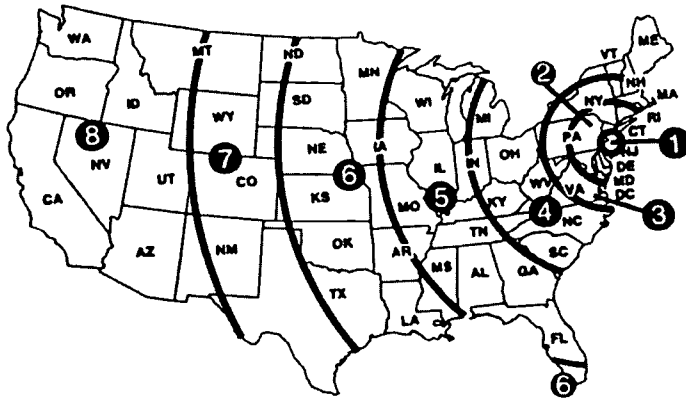 WA
MT
ND
MN
VT
ME
OR
ID
WY
SD
WI
MI
2
NY
NH
MA
RI
CT
NJ
1
8
NV
7
NE
6
IA
IL
IN
OH
PA
DE
MD
DC
3
CA
UT
CO
KS
MO
5
KY
WV
VA
4
NC
TN
AZ
NM
OK
AR
SC
TX
LA
MS
AL
GA
FL
6